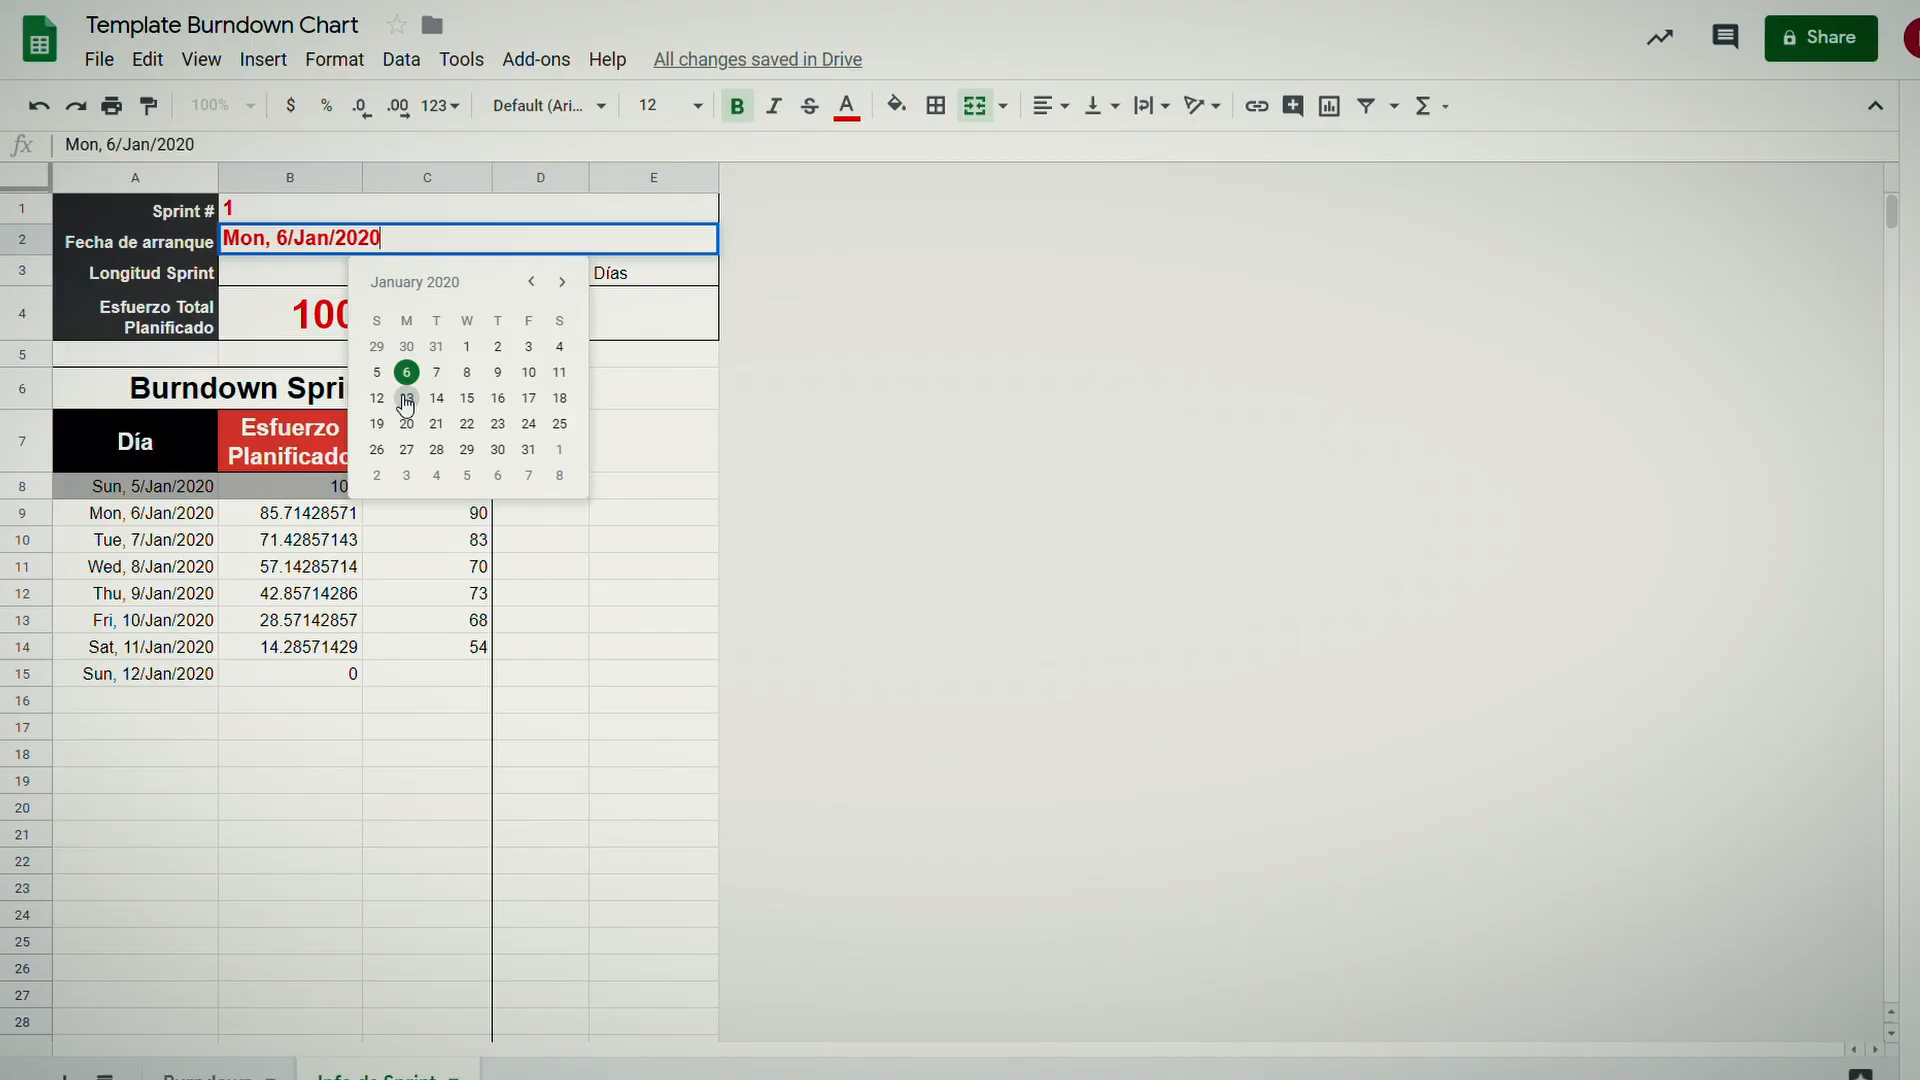 Template Burndown Chart
File Edit View Insert Format Data Tools Add-ons Help All changes saved in Drive
Share
100% $ % .0 .00 123 Default (Ari... 12 B I S A
fx Mon, 6/Jan/2020
A B C D E
1 Sprint # 1
2 Fecha de arranque Mon, 6/Jan/2020
3 Longitud Sprint Días
4 Esfuerzo Total Planificado 100
January 2020
S M T W T F S
29 30 31 1 2 3 4
5 6 7 8 9 10 11
12 13 14 15 16 17 18
19 20 21 22 23 24 25
26 27 28 29 30 31 1
2 3 4 5 6 7 8
5
6 Burndown Spri
7 Día Esfuerzo Planificado
8 Sun, 5/Jan/2020 10
9 Mon, 6/Jan/2020 85.71428571 90
10 Tue, 7/Jan/2020 71.42857143 83
11 Wed, 8/Jan/2020 57.14285714 70
12 Thu, 9/Jan/2020 42.85714286 73
13 Fri, 10/Jan/2020 28.57142857 68
14 Sat, 11/Jan/2020 14.28571429 54
15 Sun, 12/Jan/2020 0
16
17
18
19
20
21
22
23
24
25
26
27
28
Burndown Info de Sprint